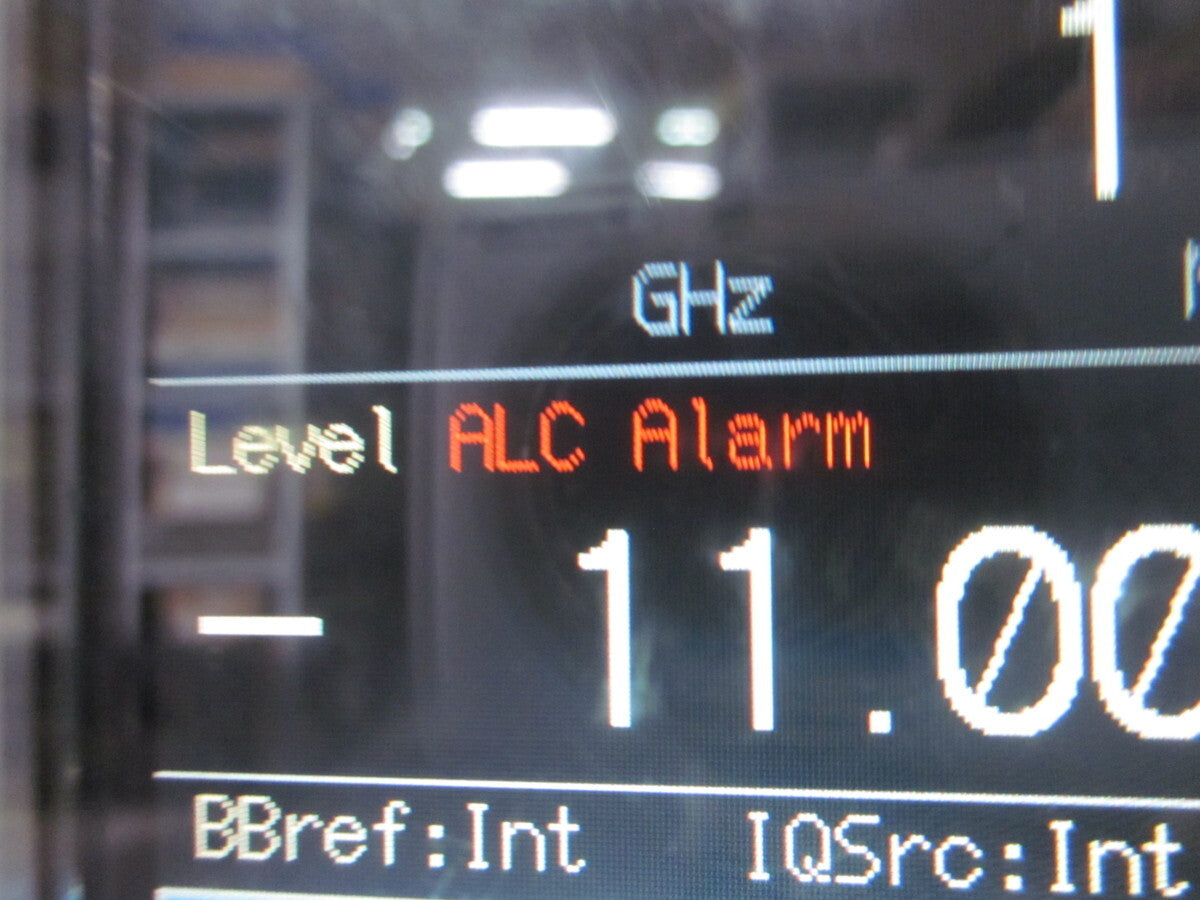 1
GHz
Level ALC Alarm
- 11.00
BBref:Int IQSrc:Int